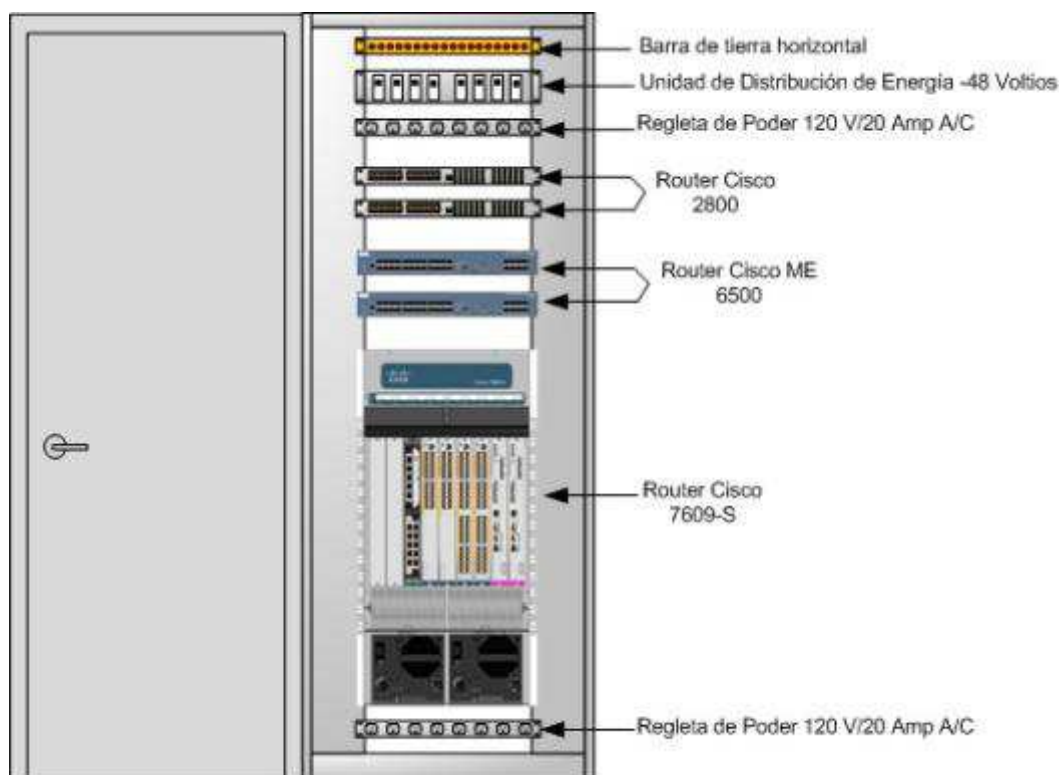 Barra de tierra horizontal
Unidad de Distribución de Energía -48 Voltios
Regleta de Poder 120 V/20 Amp A/C
Router Cisco
2800
Router Cisco ME
6500
Router Cisco
7609-S
Regleta de Poder 120 V/20 Amp A/C